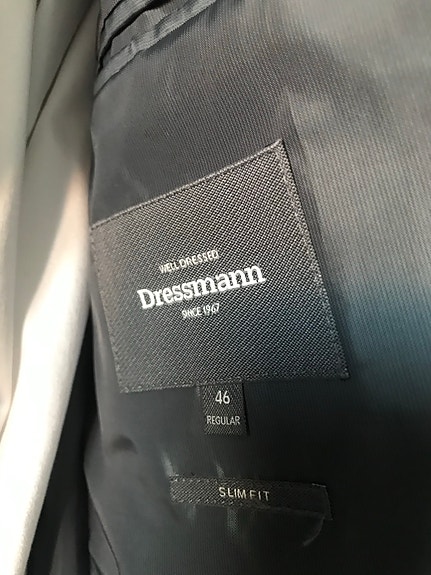 WELL DRESSED
Dressmann
SINCE 1967
46
REGULAR
SLIM FIT